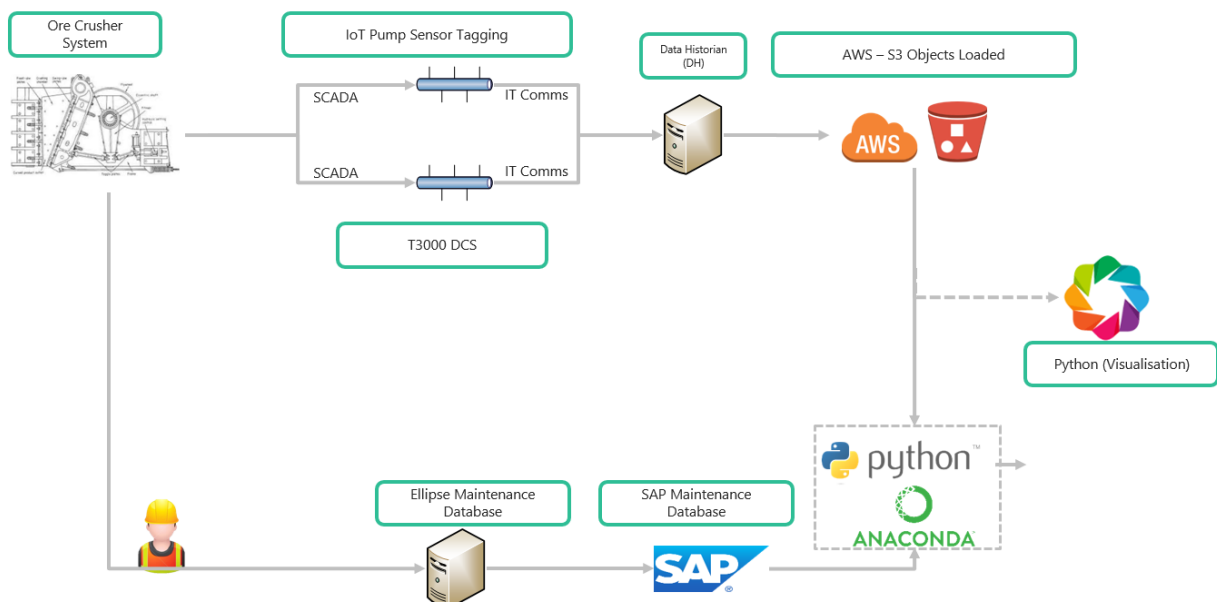 Ore Crusher
System
IoT Pump Sensor Tagging
Data Historian
(DH)
AWS – S3 Objects Loaded
SCADA
IT Comms
AWS
SCADA
IT Comms
T3000 DCS
Python (Visualisation)
python™
ANACONDA
Ellipse Maintenance
Database
SAP Maintenance
Database
SAP®